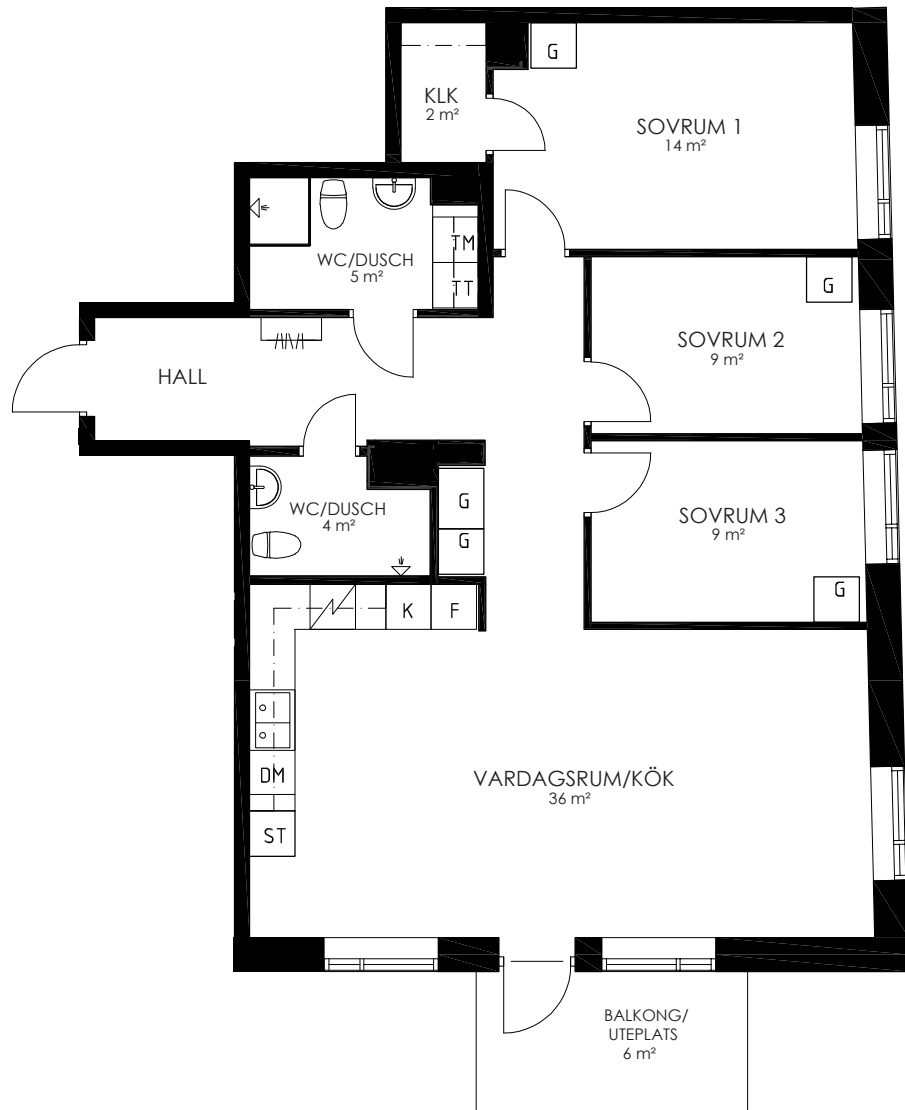 G
KLK
2 m²
SOVRUM 1
14 m²
WC/DUSCH
5 m²
TM
TT
G
SOVRUM 2
9 m²
HALL
WC/DUSCH
4 m²
G
G
SOVRUM 3
9 m²
G
K
F
DM
ST
VARDAGSRUM/KÖK
36 m²
BALKONG/
UTEPLATS
6 m²